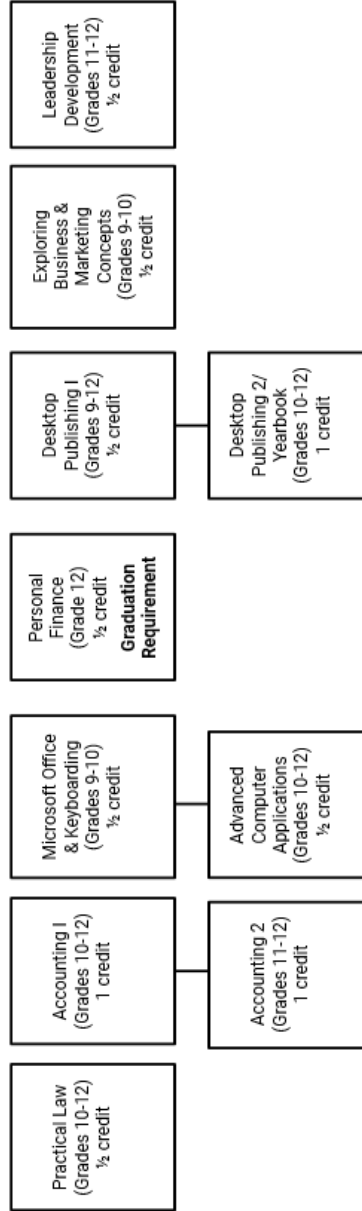 Practical Law
(Grades 10-12)
½ credit
Accounting I
(Grades 10-12)
1 credit
Microsoft Office
& Keyboarding
(Grades 9-10)
½ credit
Personal
Finance
(Grade 12)
½ credit
Graduation
Requirement
Desktop
Publishing I
(Grades 9-12)
½ credit
Exploring
Business &
Marketing
Concepts
(Grades 9-10)
½ credit
Leadership
Development
(Grades 11-12)
½ credit
Accounting 2
(Grades 11-12)
1 credit
Advanced
Computer
Applications
(Grades 10-12)
½ credit
Desktop
Publishing 2/
Yearbook
(Grades 10-12)
1 credit